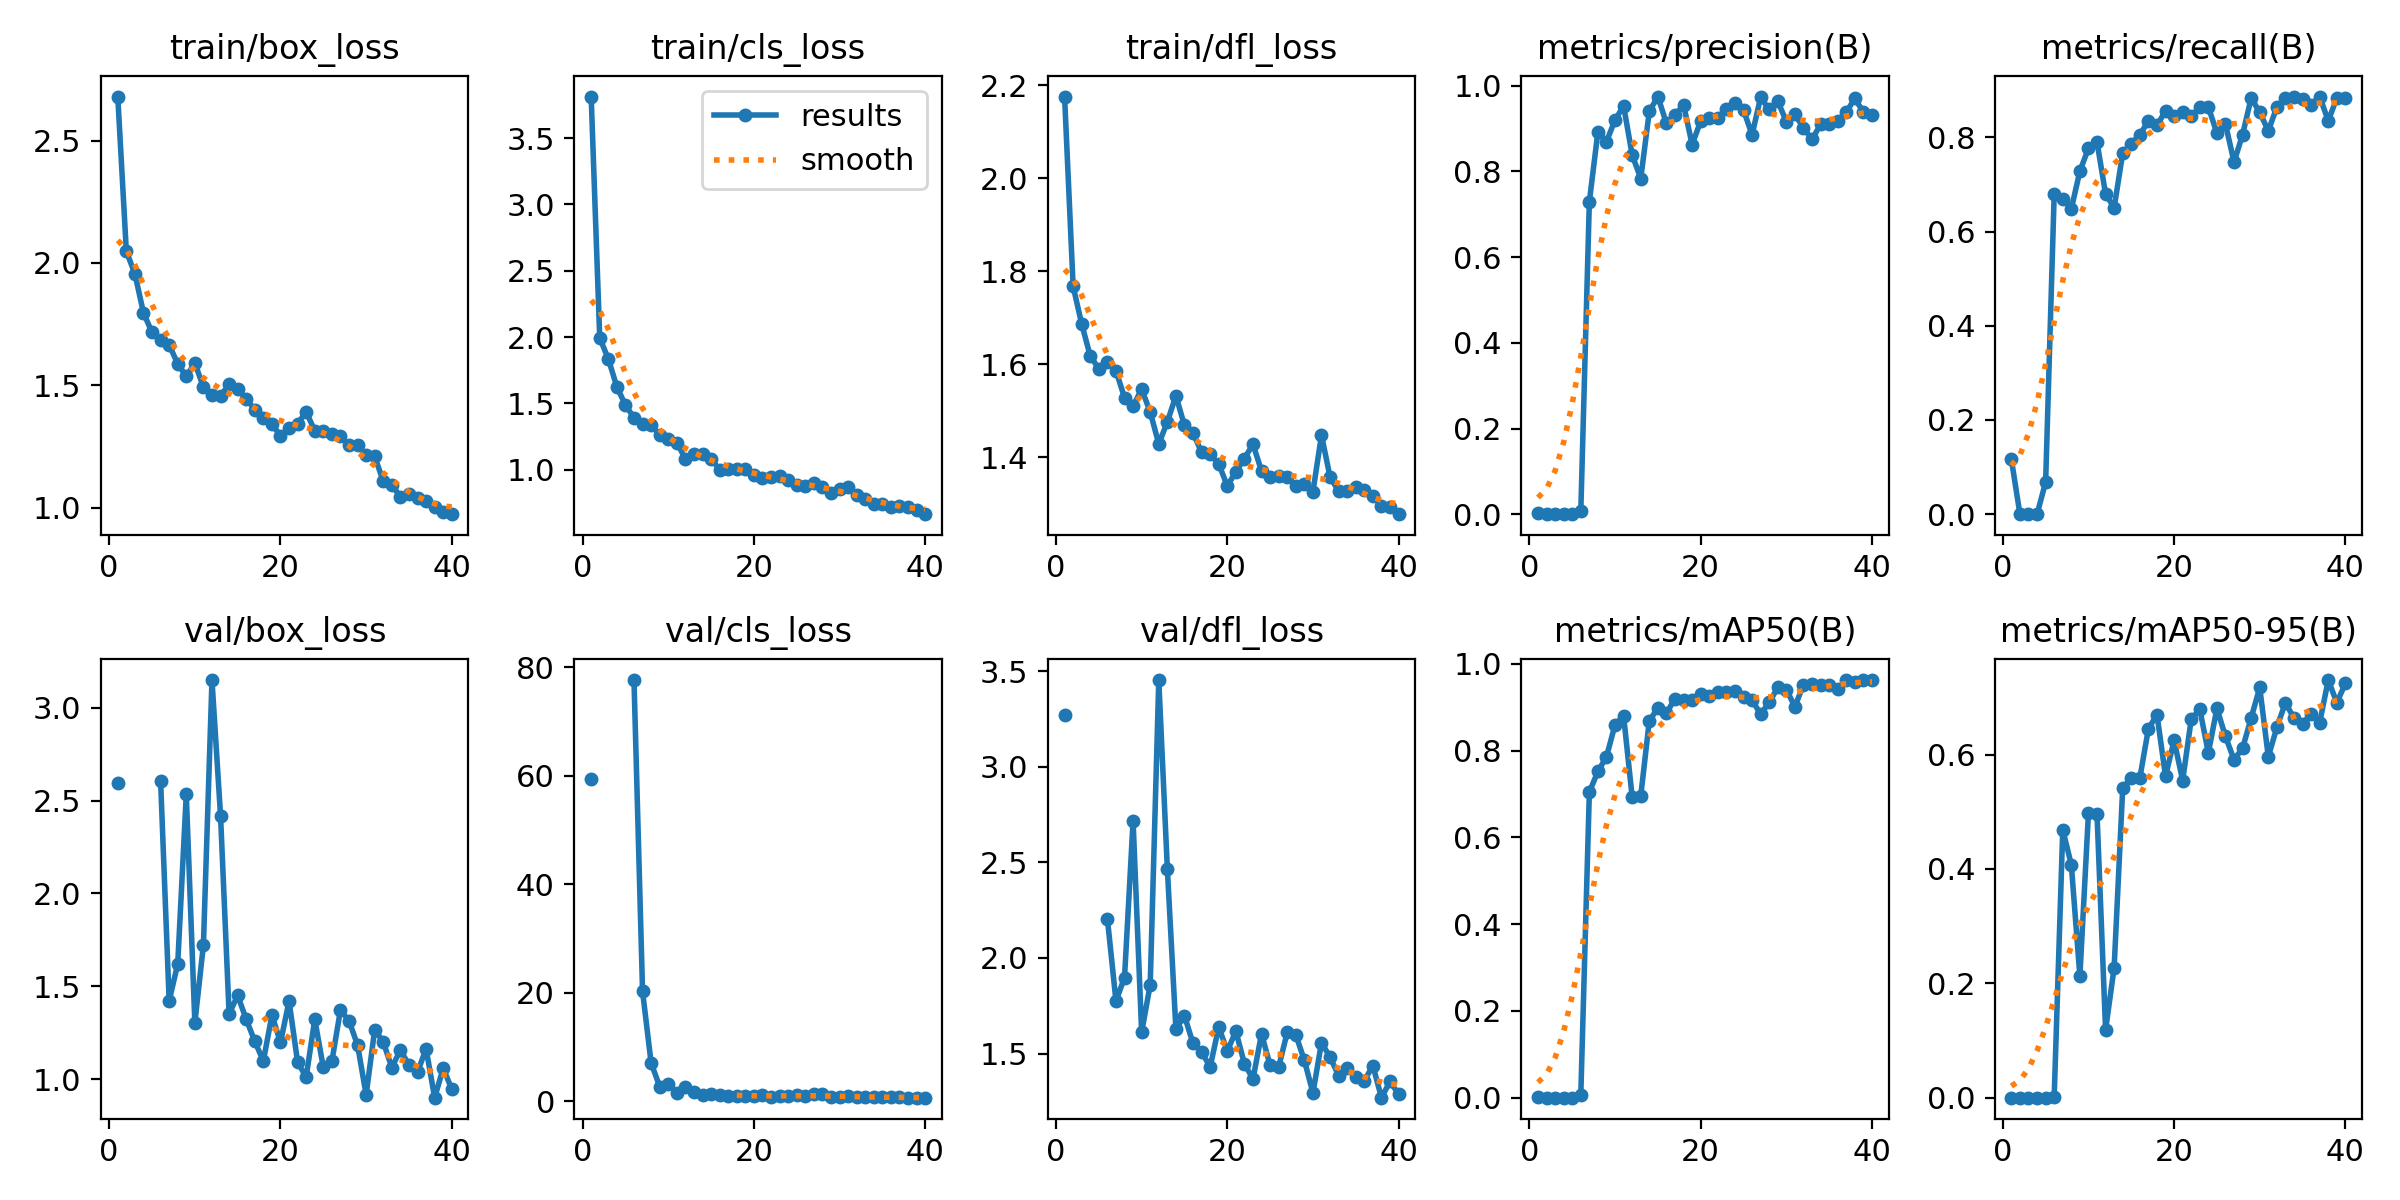 train/box_loss
2.5
2.0
1.5
1.0
0 20 40
train/cls_loss
results
smooth
3.5
3.0
2.5
2.0
1.5
1.0
0 20 40
train/dfl_loss
2.2
2.0
1.8
1.6
1.4
0 20 40
metrics/precision(B)
1.0
0.8
0.6
0.4
0.2
0.0
0 20 40
metrics/recall(B)
0.8
0.6
0.4
0.2
0.0
0 20 40
val/box_loss
3.0
2.5
2.0
1.5
1.0
0 20 40
val/cls_loss
80
60
40
20
0
0 20 40
val/dfl_loss
3.5
3.0
2.5
2.0
1.5
0 20 40
metrics/mAP50(B)
1.0
0.8
0.6
0.4
0.2
0.0
0 20 40
metrics/mAP50-95(B)
0.6
0.4
0.2
0.0
0 20 40